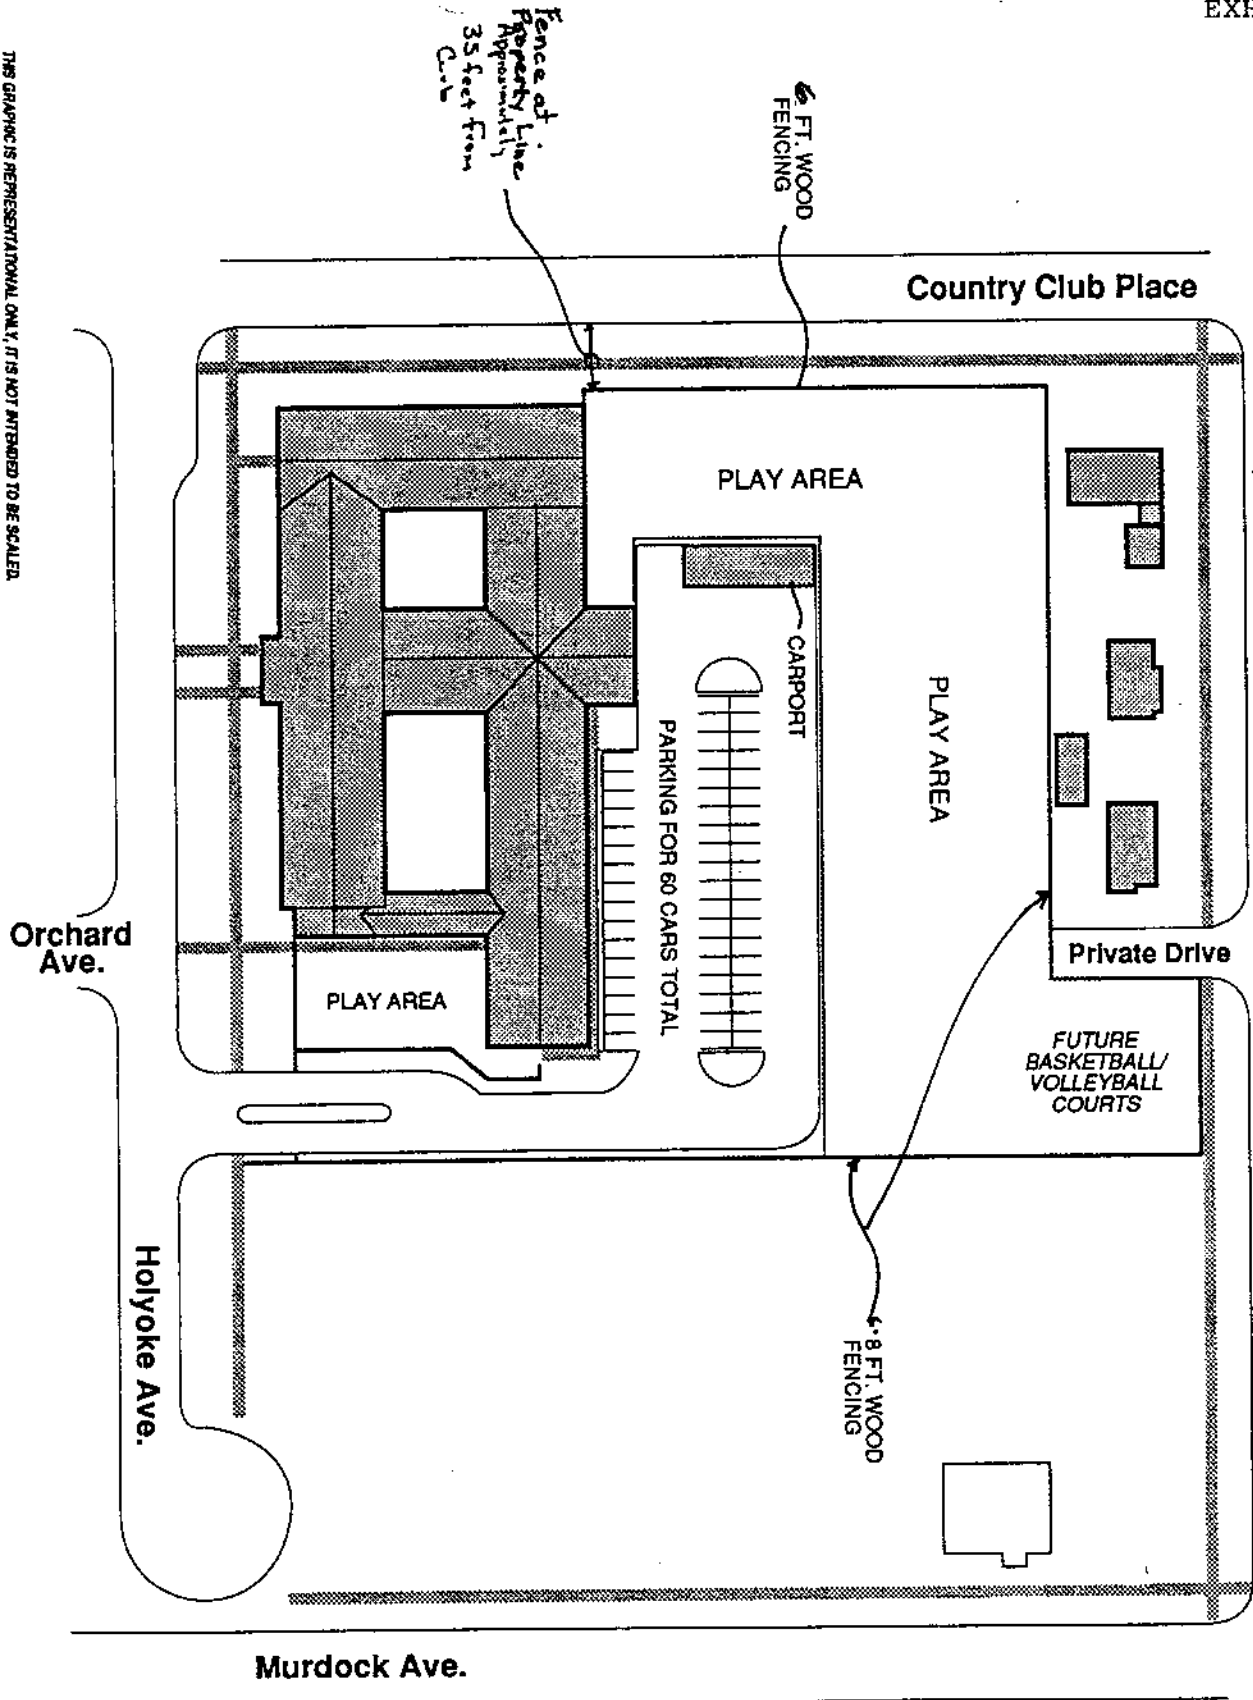 EXH
Fence at
Property Line
Approximately
35 feet from
Curb
6 FT. WOOD
FENCING
Country Club Place
THIS GRAPHIC IS REPRESENTATIONAL ONLY, IT IS NOT INTENDED TO BE SCALED.
PLAY AREA
CARPORT
PLAY AREA
PARKING FOR 60 CARS TOTAL
Orchard
Ave.
Private Drive
PLAY AREA
FUTURE
BASKETBALL/
VOLLEYBALL
COURTS
Holyoke Ave.
8 FT. WOOD
FENCING
Murdock Ave.